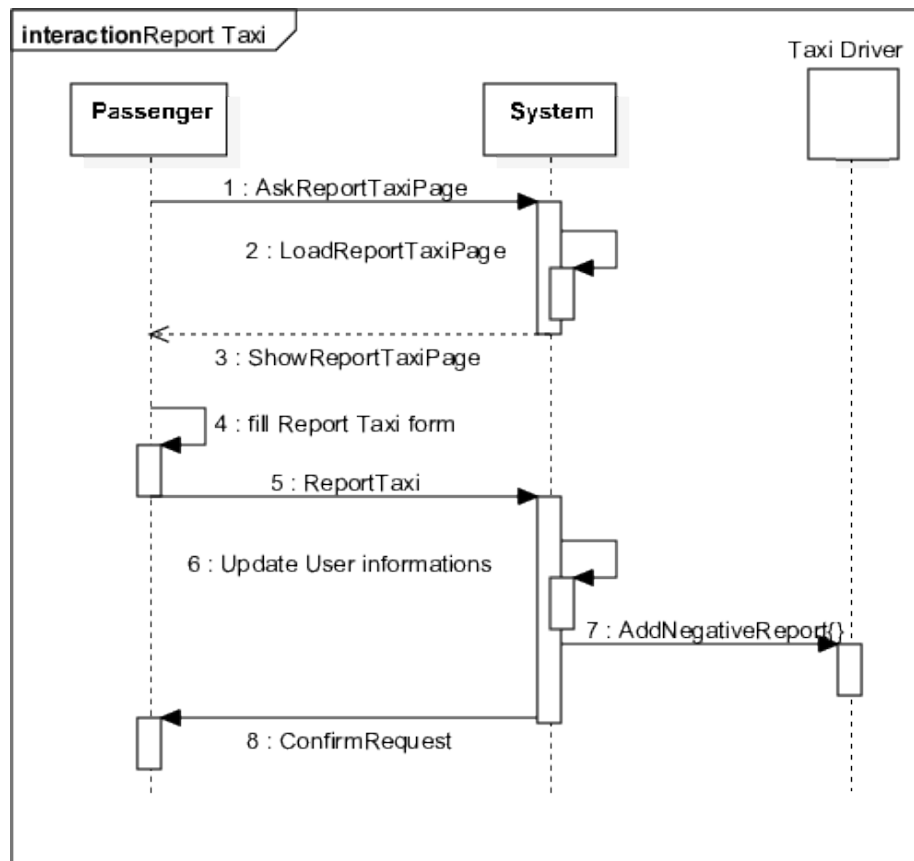 interactionReport Taxi
Taxi Driver
Passenger
System
1 : AskReportTaxiPage
2 : LoadReportTaxiPage
3 : ShowReportTaxiPage
4 : fill Report Taxi form
5 : ReportTaxi
6 : Update User informations
7 : AddNegativeReport{}
8 : ConfirmRequest